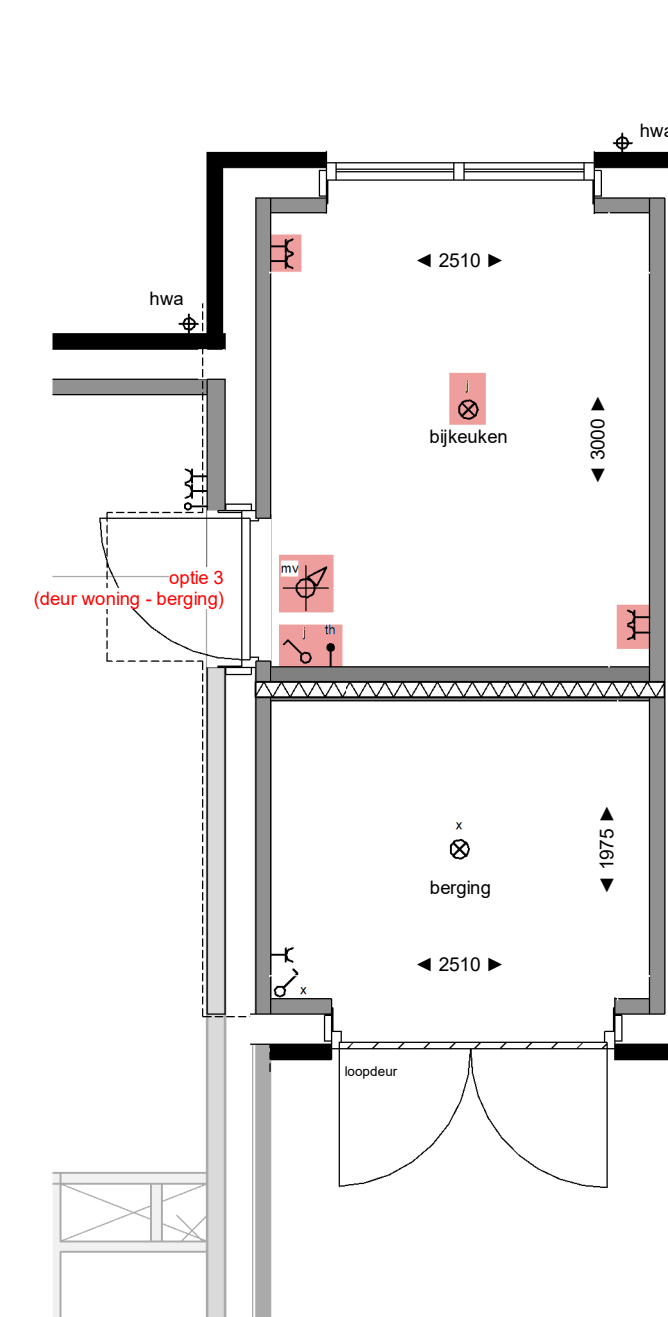 hwa
◄ 2510 ►
hwa
j
bijkeuken
◄ 3000 ►
mv
optie 3
(deur woning - berging)
j
th
x
◄ 1975 ►
berging
◄ 2510 ►
x
loopdeur